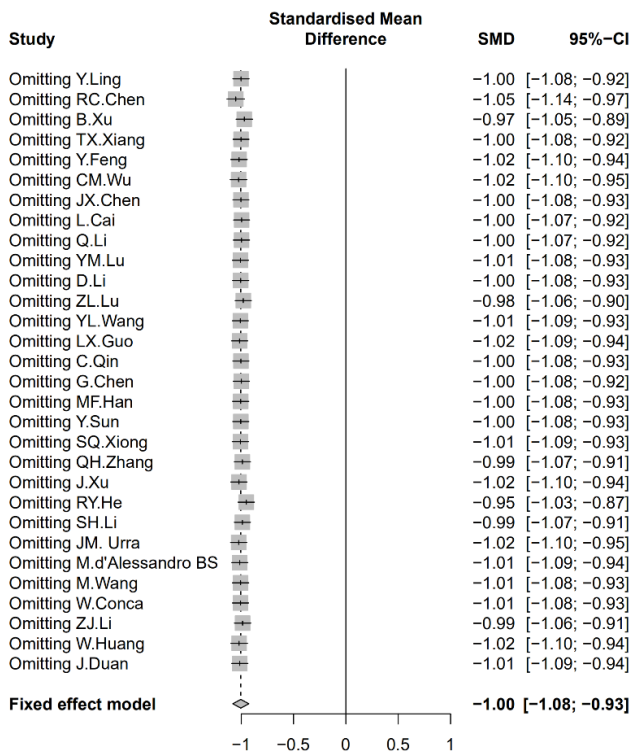 Standardised Mean
Study Difference SMD 95%−CI
Omitting Y.Ling −1.00 [−1.08; −0.92]
Omitting RC.Chen −1.05 [−1.14; −0.97]
Omitting B.Xu −0.97 [−1.05; −0.89]
Omitting TX.Xiang −1.00 [−1.08; −0.92]
Omitting Y.Feng −1.02 [−1.10; −0.94]
Omitting CM.Wu −1.02 [−1.10; −0.95]
Omitting JX.Chen −1.00 [−1.08; −0.93]
Omitting L.Cai −1.00 [−1.07; −0.92]
Omitting Q.Li −1.00 [−1.07; −0.92]
Omitting YM.Lu −1.01 [−1.08; −0.93]
Omitting D.Li −1.00 [−1.08; −0.93]
Omitting ZL.Lu −0.98 [−1.06; −0.90]
Omitting YL.Wang −1.01 [−1.09; −0.93]
Omitting LX.Guo −1.02 [−1.09; −0.94]
Omitting C.Qin −1.00 [−1.08; −0.93]
Omitting G.Chen −1.00 [−1.08; −0.92]
Omitting MF.Han −1.00 [−1.08; −0.93]
Omitting Y.Sun −1.00 [−1.08; −0.93]
Omitting SQ.Xiong −1.01 [−1.09; −0.93]
Omitting QH.Zhang −0.99 [−1.07; −0.91]
Omitting J.Xu −1.02 [−1.10; −0.94]
Omitting RY.He −0.95 [−1.03; −0.87]
Omitting SH.Li −0.99 [−1.07; −0.91]
Omitting JM. Urra −1.02 [−1.10; −0.95]
Omitting M.d'Alessandro BS −1.01 [−1.09; −0.94]
Omitting M.Wang −1.01 [−1.08; −0.93]
Omitting W.Conca −1.01 [−1.08; −0.93]
Omitting ZJ.Li −0.99 [−1.06; −0.91]
Omitting W.Huang −1.02 [−1.10; −0.94]
Omitting J.Duan −1.01 [−1.09; −0.94]
Fixed effect model −1.00 [−1.08; −0.93]
−1 −0.5 0 0.5 1